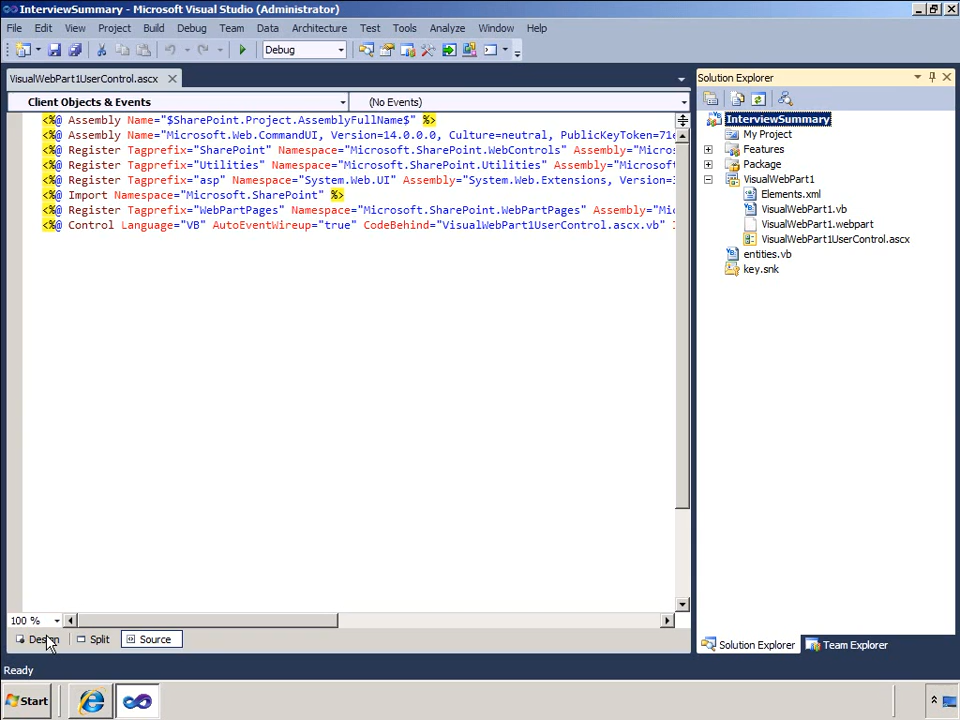 InterviewSummary - Microsoft Visual Studio (Administrator)
File Edit View Project Build Debug Team Data Architecture Test Tools Analyze Window Help
Debug
VisualWebPart1UserControl.ascx
Client Objects & Events
(No Events)
<%@ Assembly Name="$SharePoint.Project.AssemblyFullName$" %>
<%@ Assembly Name="Microsoft.Web.CommandUI, Version=14.0.0.0, Culture=neutral, PublicKeyToken=71e
<%@ Register Tagprefix="SharePoint" Namespace="Microsoft.SharePoint.WebControls" Assembly="Micros
<%@ Register Tagprefix="Utilities" Namespace="Microsoft.SharePoint.Utilities" Assembly="Microsoft
<%@ Register Tagprefix="asp" Namespace="System.Web.UI" Assembly="System.Web.Extensions, Version=3
<%@ Import Namespace="Microsoft.SharePoint" %>
<%@ Register Tagprefix="WebPartPages" Namespace="Microsoft.SharePoint.WebPartPages" Assembly="Mic
<%@ Control Language="VB" AutoEventWireup="true" CodeBehind="VisualWebPart1UserControl.ascx.vb" I
100 %
Design
Split
Source
Ready
Solution Explorer
InterviewSummary
My Project
Features
Package
VisualWebPart1
Elements.xml
VisualWebPart1.vb
VisualWebPart1.webpart
VisualWebPart1UserControl.ascx
entities.vb
key.snk
Solution Explorer
Team Explorer
Start